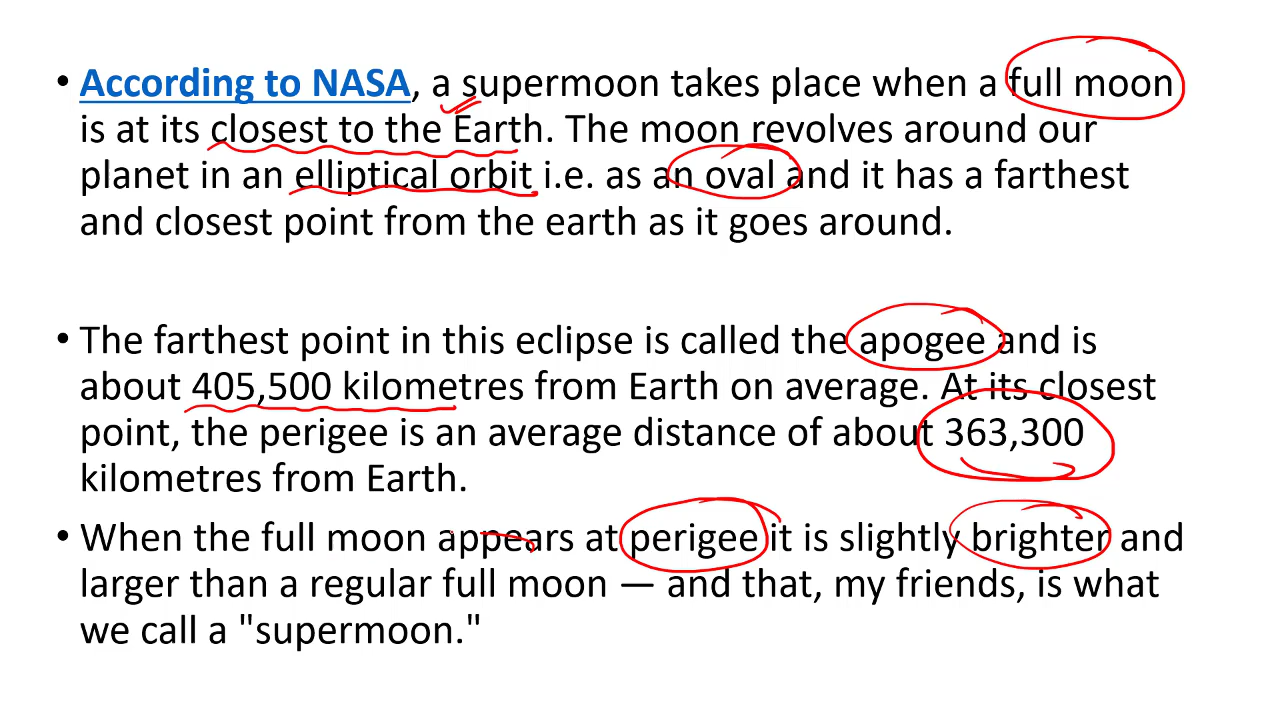 • According to NASA, a supermoon takes place when a full moon
is at its closest to the Earth. The moon revolves around our
planet in an elliptical orbit i.e. as an oval and it has a farthest
and closest point from the earth as it goes around.
• The farthest point in this eclipse is called the apogee and is
about 405,500 kilometres from Earth on average. At its closest
point, the perigee is an average distance of about 363,300
kilometres from Earth.
• When the full moon appears at perigee it is slightly brighter and
larger than a regular full moon — and that, my friends, is what
we call a "supermoon."